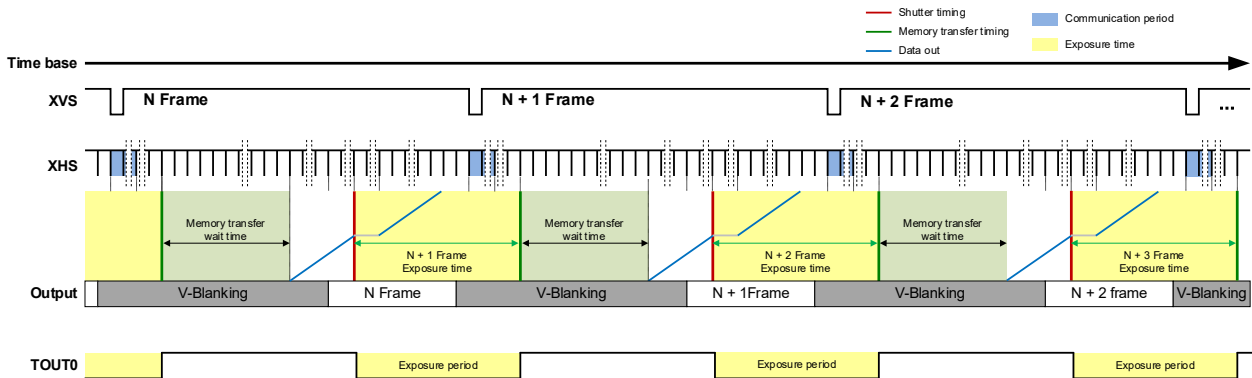 Shutter timing
Communication period
Memory transfer timing
Data out
Exposure time
Time base
XVS
N Frame
N + 1 Frame
N + 2 Frame
...
XHS
Memory transfer
wait time
N + 1 Frame
Exposure time
Memory transfer
wait time
N + 2 Frame
Exposure time
Memory transfer
wait time
N + 3 Frame
Exposure time
Output
V-Blanking
N Frame
V-Blanking
N + 1Frame
V-Blanking
N + 2 frame
V-Blanking
TOUT0
Exposure period
Exposure period
Exposure period